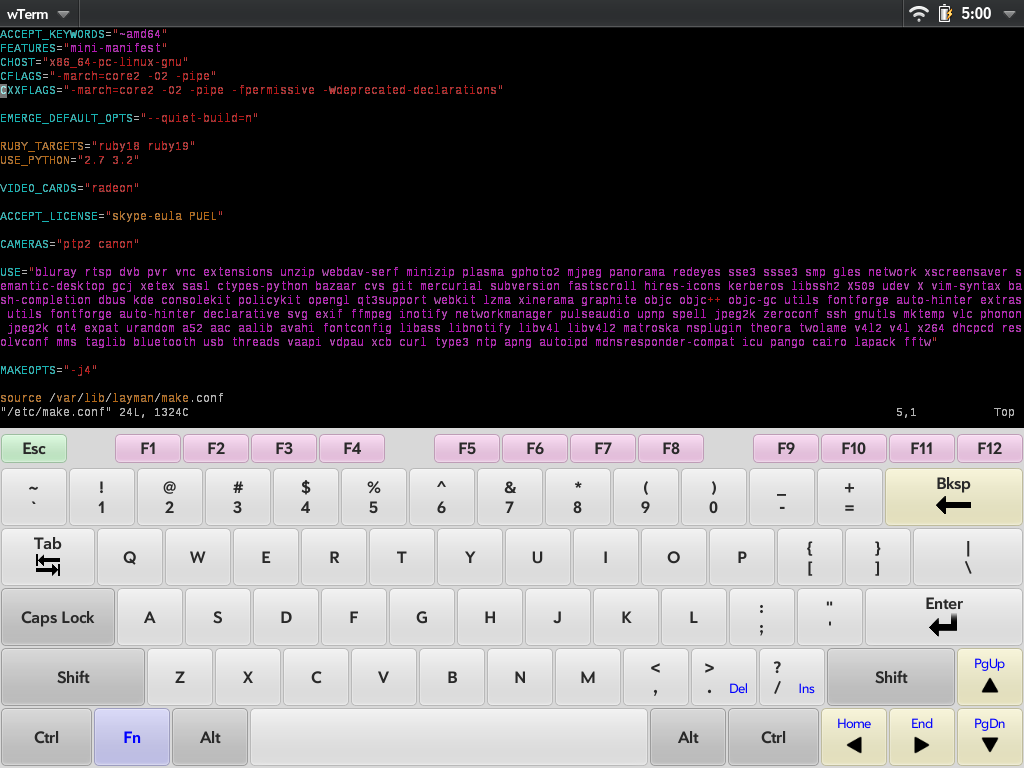 wTerm 5:00
ACCEPT_KEYWORDS="~amd64"
FEATURES="mini-manifest"
CHOST="x86_64-pc-linux-gnu"
CFLAGS="-march=core2 -O2 -pipe"
CXXFLAGS="-march=core2 -O2 -pipe -fpermissive -Wdeprecated-declarations"
EMERGE_DEFAULT_OPTS="--quiet-build=n"
RUBY_TARGETS="ruby18 ruby19"
USE_PYTHON="2.7 3.2"
VIDEO_CARDS="radeon"
ACCEPT_LICENSE="skype-eula PUEL"
CAMERAS="ptp2 canon"
USE="bluray rtsp dvb pvr vnc extensions unzip webdav-serf minizip plasma gphoto2 mjpeg panorama redeyes sse3 ssse3 smp gles network xscreensaver s
emantic-desktop gcj xetex sasl ctypes-python bazaar cvs git mercurial subversion fastscroll hires-icons kerberos libssh2 X509 udev X vim-syntax ba
sh-completion dbus kde consolekit policykit opengl qt3support webkit lzma xinerama graphite objc objc++ objc-gc utils fontforge auto-hinter extras
 utils fontforge auto-hinter declarative svg exif ffmpeg inotify networkmanager pulseaudio upnp spell jpeg2k zeroconf ssh gnutls mktemp vlc phonon
 jpeg2k qt4 expat urandom a52 aac aalib avahi fontconfig libass libnotify libv4l libv4l2 matroska nsplugin theora twolame v4l2 v4l x264 dhcpcd res
olvconf mms taglib bluetooth usb threads vaapi vdpau xcb curl type3 ntp apng autoipd mdnsresponder-compat icu pango cairo lapack fftw"
MAKEOPTS="-j4"
source /var/lib/layman/make.conf
"/etc/make.conf" 24L, 1324C 5,1 Top
Esc F1 F2 F3 F4 F5 F6 F7 F8 F9 F10 F11 F12
~ ! @ # $ % ^ & * ( ) _ + Bksp
` 1 2 3 4 5 6 7 8 9 0 - =
Tab Q W E R T Y U I O P { } |
[ ] \
Caps Lock A S D F G H J K L : " Enter
; '
Shift Z X C V B N M < > ? Shift PgUp
, . Del / Ins
Ctrl Fn Alt Alt Ctrl Home End PgDn